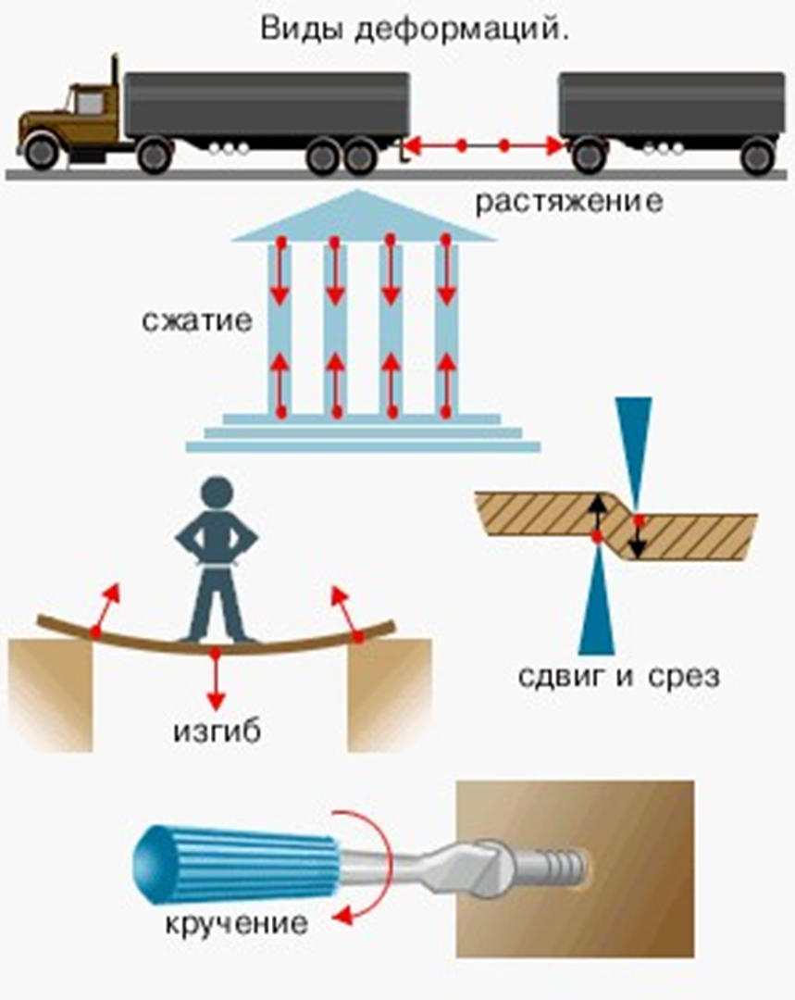 Виды деформаций.
растяжение
сжатие
сдвиг и срез
изгиб
кручение